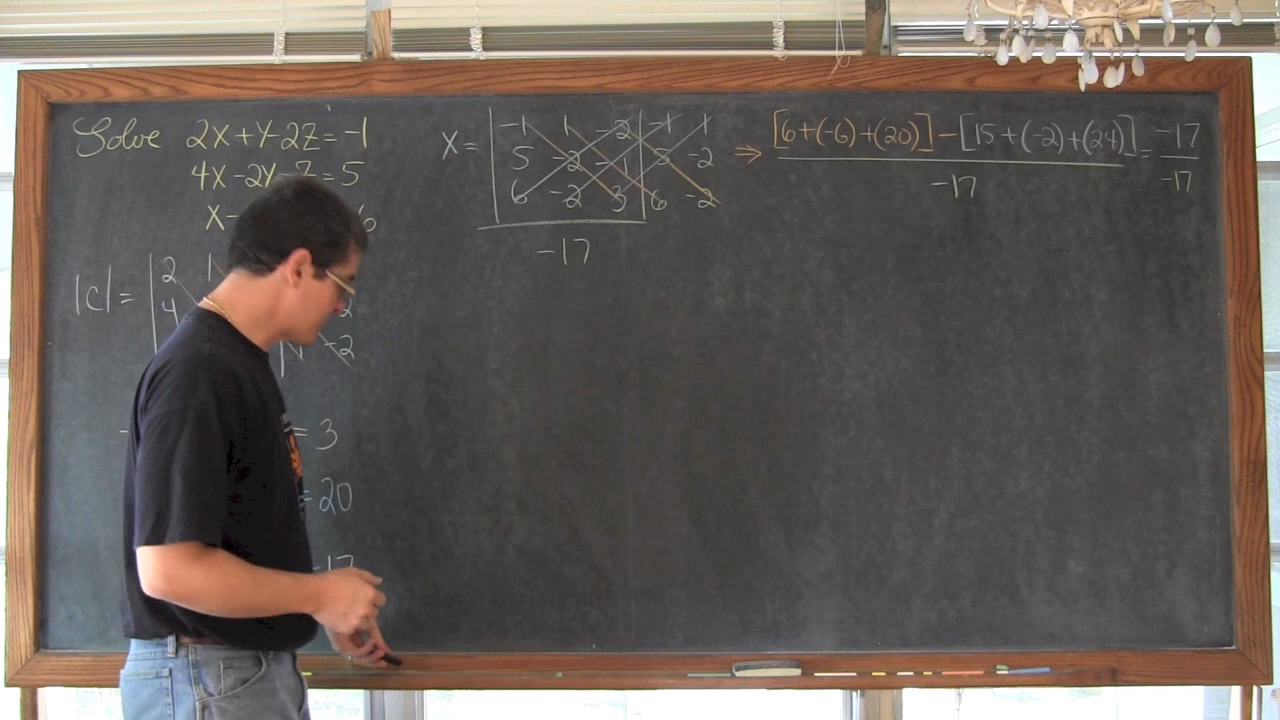 Solve 2X+Y-2Z=-1
4X-2Y-Z=5
X- 6
|C|= 2 1
4 -2
-2
= 3
=20
-17
X= |-1 1 -2| -1 1
5 -2 -1 5 -2
6 -2 3 6 -2
-17
⇒ [6+(-6)+(20)]-[15+(-2)+(24)] = -17
-17 -17